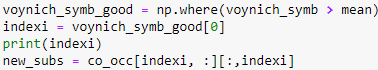 voynich_symb_good = np.where(voynich_symb > mean)
indexi = voynich_symb_good[0]
print(indexi)
new_subs = co_occ[indexi, :][:,indexi]